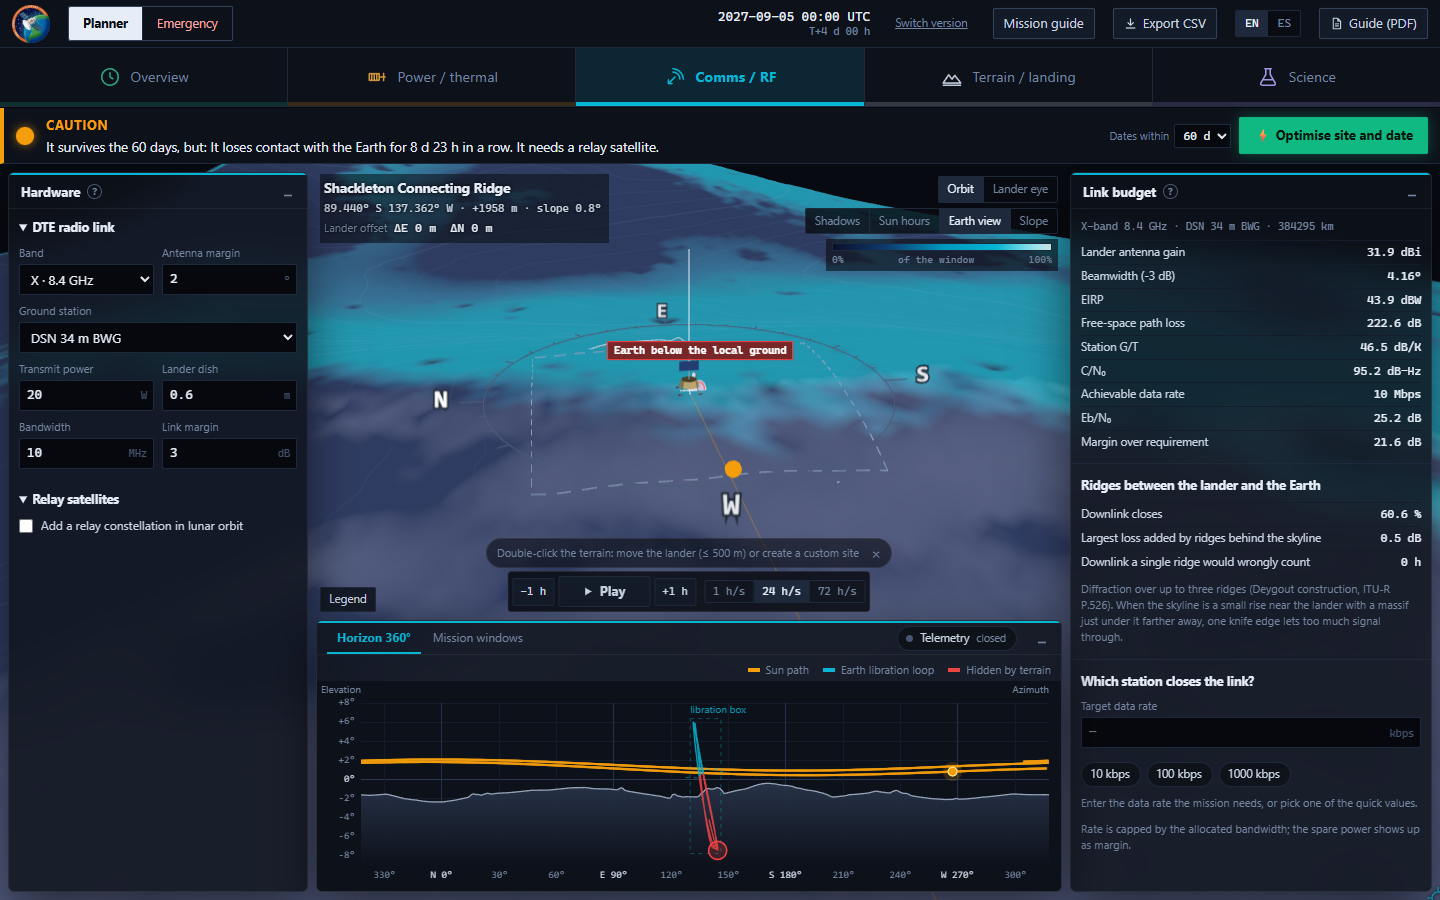 Planner
Emergency
2027-09-05 00:00 UTC
T+4 d 00 h
Switch version
Mission guide
Export CSV
EN
ES
Guide (PDF)
Overview
Power / thermal
Comms / RF
Terrain / landing
Science
CAUTION
It survives the 60 days, but: It loses contact with the Earth for 8 d 23 h in a row. It needs a relay satellite.
Dates within
60 d
Optimise site and date
Hardware ?
DTE radio link
Band
Antenna margin
X · 8.4 GHz
2 °
Ground station
DSN 34 m BWG
Transmit power
Lander dish
20 W
0.6 m
Bandwidth
Link margin
10 MHz
3 dB
Relay satellites
Add a relay constellation in lunar orbit
Shackleton Connecting Ridge
89.440° S 137.362° W · +1958 m · slope 0.8°
Lander offset ΔE 0 m ΔN 0 m
Orbit
Lander eye
Shadows
Sun hours
Earth view
Slope
0%
of the window
100%
E
Earth below the local ground
N
S
W
Double-click the terrain: move the lander (≤ 500 m) or create a custom site ×
−1 h
Play
+1 h
1 h/s
24 h/s
72 h/s
Legend
Horizon 360°
Mission windows
Telemetry closed
Sun path
Earth libration loop
Hidden by terrain
Elevation
Azimuth
libration box
+8°
+6°
+4°
+2°
0°
-2°
-4°
-6°
-8°
330°
N 0°
30°
60°
E 90°
120°
150°
S 180°
210°
240°
W 270°
300°
Link budget ?
X-band 8.4 GHz · DSN 34 m BWG · 384295 km
Lander antenna gain 31.9 dBi
Beamwidth (-3 dB) 4.16°
EIRP 43.9 dBW
Free-space path loss 222.6 dB
Station G/T 46.5 dB/K
C/N₀ 95.2 dB-Hz
Achievable data rate 10 Mbps
Eb/N₀ 25.2 dB
Margin over requirement 21.6 dB
Ridges between the lander and the Earth
Downlink closes 60.6 %
Largest loss added by ridges behind the skyline 0.5 dB
Downlink a single ridge would wrongly count 0 h
Diffraction over up to three ridges (Deygout construction, ITU-R
P.526). When the skyline is a small rise near the lander with a massif
just under it farther away, one knife edge lets too much signal
through.
Which station closes the link?
Target data rate
— kbps
10 kbps
100 kbps
1000 kbps
Enter the data rate the mission needs, or pick one of the quick values.
Rate is capped by the allocated bandwidth; the spare power shows up
as margin.